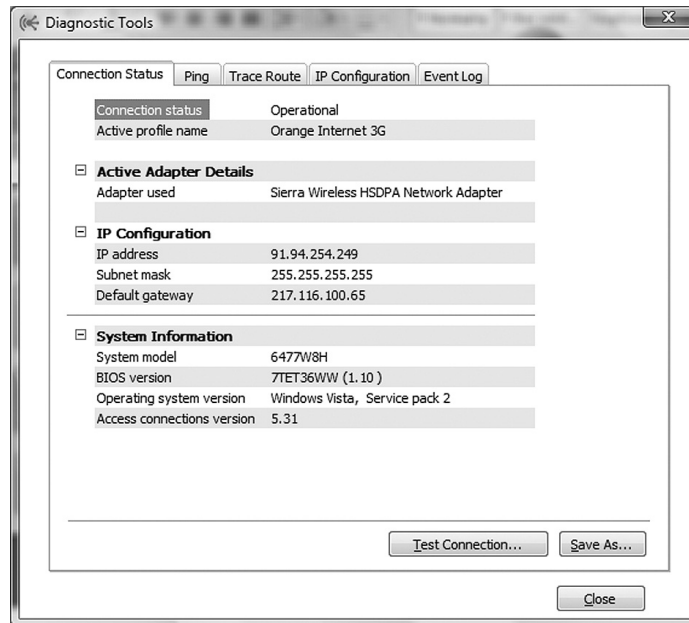 Diagnostic Tools
X
Connection Status Ping Trace Route IP Configuration Event Log
Connection status Operational
Active profile name Orange Internet 3G
Active Adapter Details
Adapter used Sierra Wireless HSDPA Network Adapter
IP Configuration
IP address 91.94.254.249
Subnet mask 255.255.255.255
Default gateway 217.116.100.65
System Information
System model 6477W8H
BIOS version 7TET36WW (1.10 )
Operating system version Windows Vista, Service pack 2
Access connections version 5.31
Test Connection... Save As...
Close